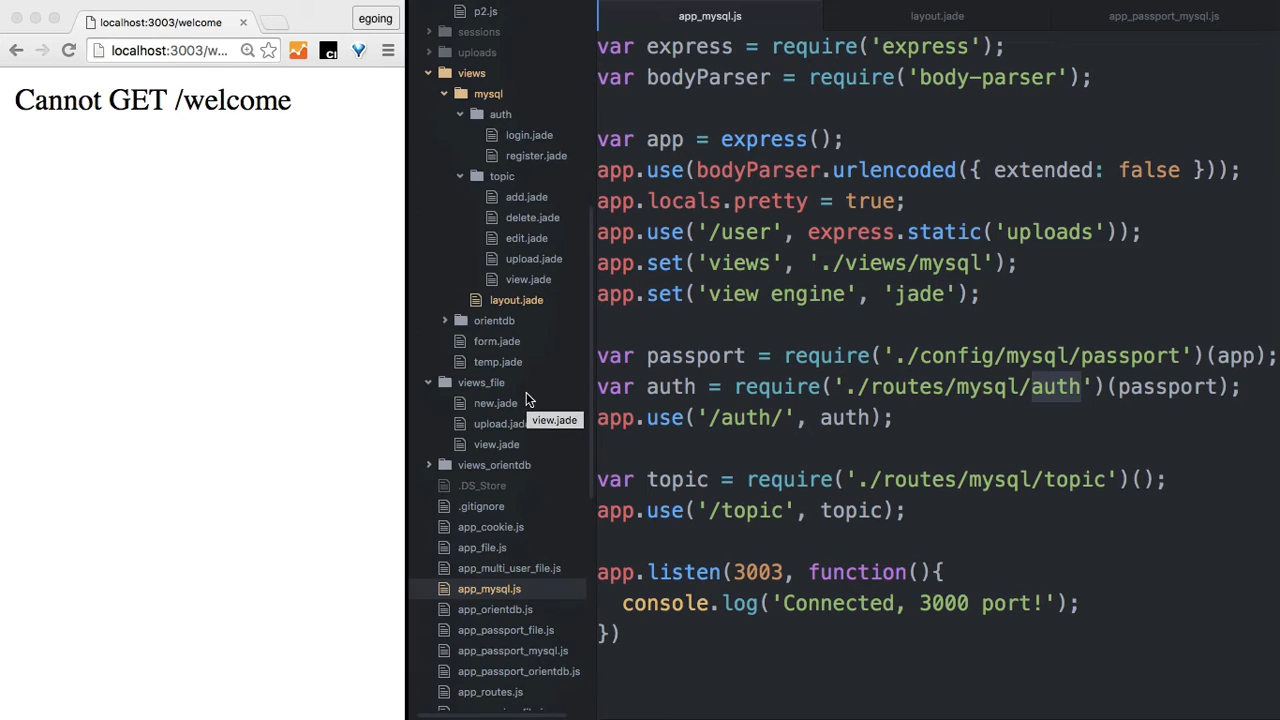 localhost:3003/welcome
egoing
localhost:3003/w...
Cannot GET /welcome
p2.js
sessions
uploads
views
mysql
auth
login.jade
register.jade
topic
add.jade
delete.jade
edit.jade
upload.jade
view.jade
layout.jade
orientdb
form.jade
temp.jade
views_file
new.jade
upload.jade
view.jade
view.jade
views_orientdb
.DS_Store
.gitignore
app_cookie.js
app_file.js
app_multi_user_file.js
app_mysql.js
app_orientdb.js
app_passport_file.js
app_passport_mysql.js
app_passport_orientdb.js
app_routes.js
app_mysql.js
layout.jade
app_passport_mysql.js
var express = require('express');
var bodyParser = require('body-parser');
var app = express();
app.use(bodyParser.urlencoded({ extended: false }));
app.locals.pretty = true;
app.use('/user', express.static('uploads'));
app.set('views', './views/mysql');
app.set('view engine', 'jade');
var passport = require('./config/mysql/passport')(app);
var auth = require('./routes/mysql/auth')(passport);
app.use('/auth/', auth);
var topic = require('./routes/mysql/topic')();
app.use('/topic', topic);
app.listen(3003, function(){
console.log('Connected, 3000 port!');
})